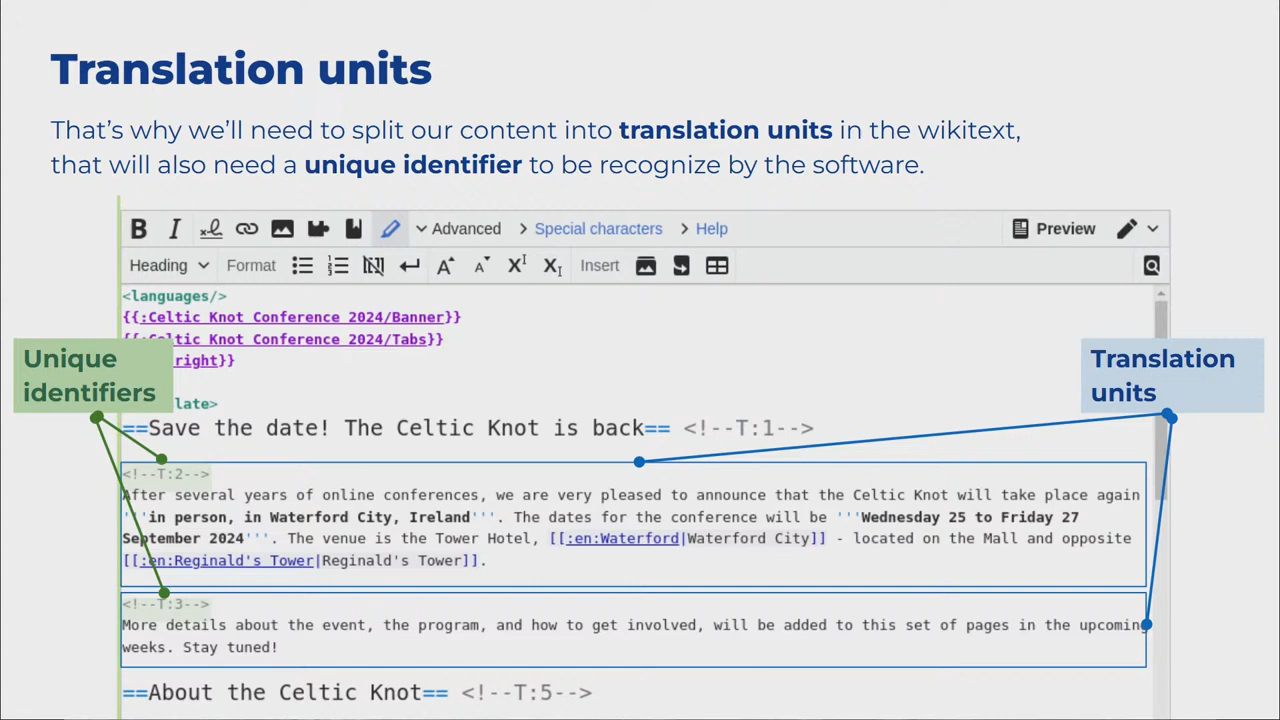 Translation units
That's why we'll need to split our content into translation units in the wikitext,
that will also need a unique identifier to be recognize by the software.
B I Advanced Special characters Help Preview
Heading Format Insert
<languages/>
{{:Celtic Knot Conference 2024/Banner}}
{{:Celtic Knot Conference 2024/Tabs}}
right}}
Unique
identifiers
Translation
units
late>
==Save the date! The Celtic Knot is back== <!--T:1-->
<!--T:2-->
After several years of online conferences, we are very pleased to announce that the Celtic Knot will take place again
'''in person, in Waterford City, Ireland'''. The dates for the conference will be '''Wednesday 25 to Friday 27
September 2024'''. The venue is the Tower Hotel, [[:en:Waterford|Waterford City]] - located on the Mall and opposite
[[:en:Reginald's Tower|Reginald's Tower]].
<!--T:3-->
More details about the event, the program, and how to get involved, will be added to this set of pages in the upcoming
weeks. Stay tuned!
==About the Celtic Knot== <!--T:5-->